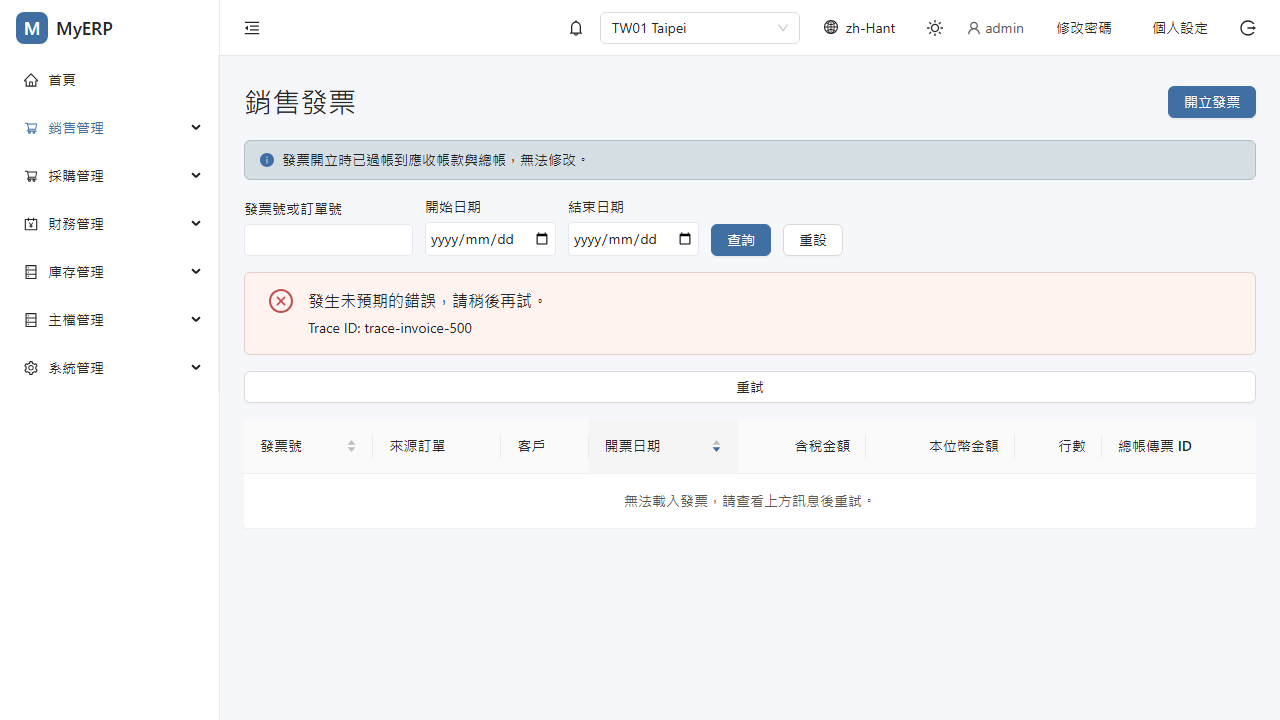 M MyERP
TW01 Taipei
zh-Hant
admin
修改密碼
個人設定
首頁
銷售管理
採購管理
財務管理
庫存管理
主檔管理
系統管理
銷售發票
開立發票
發票開立時已過帳到應收帳款與總帳，無法修改。
發票號或訂單號
開始日期
結束日期
yyyy/mm/dd
yyyy/mm/dd
查詢
重設
發生未預期的錯誤，請稍後再試。
Trace ID: trace-invoice-500
重試
發票號 來源訂單 客戶 開票日期 含稅金額 本位幣金額 行數 總帳傳票 ID
無法載入發票，請查看上方訊息後重試。